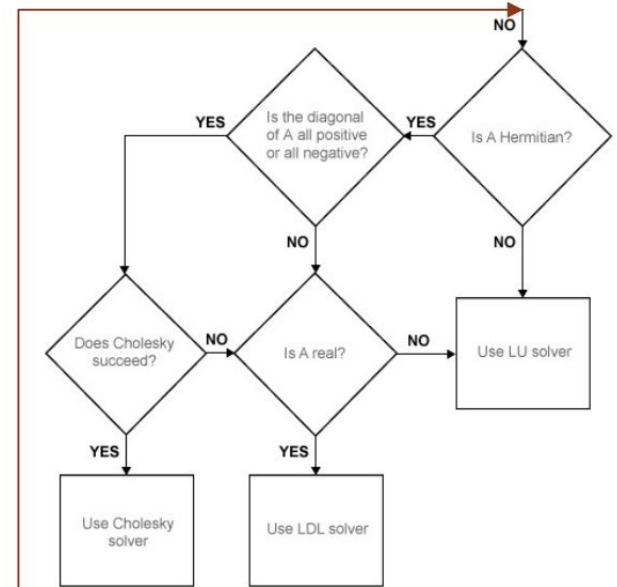 NO
Is the diagonal
of A all positive
or all negative?
YES
YES
Is A Hermitian?
NO
NO
Does Cholesky
succeed?
NO
Is A real?
NO
Use LU solver
YES
YES
Use Cholesky
solver
Use LDL solver